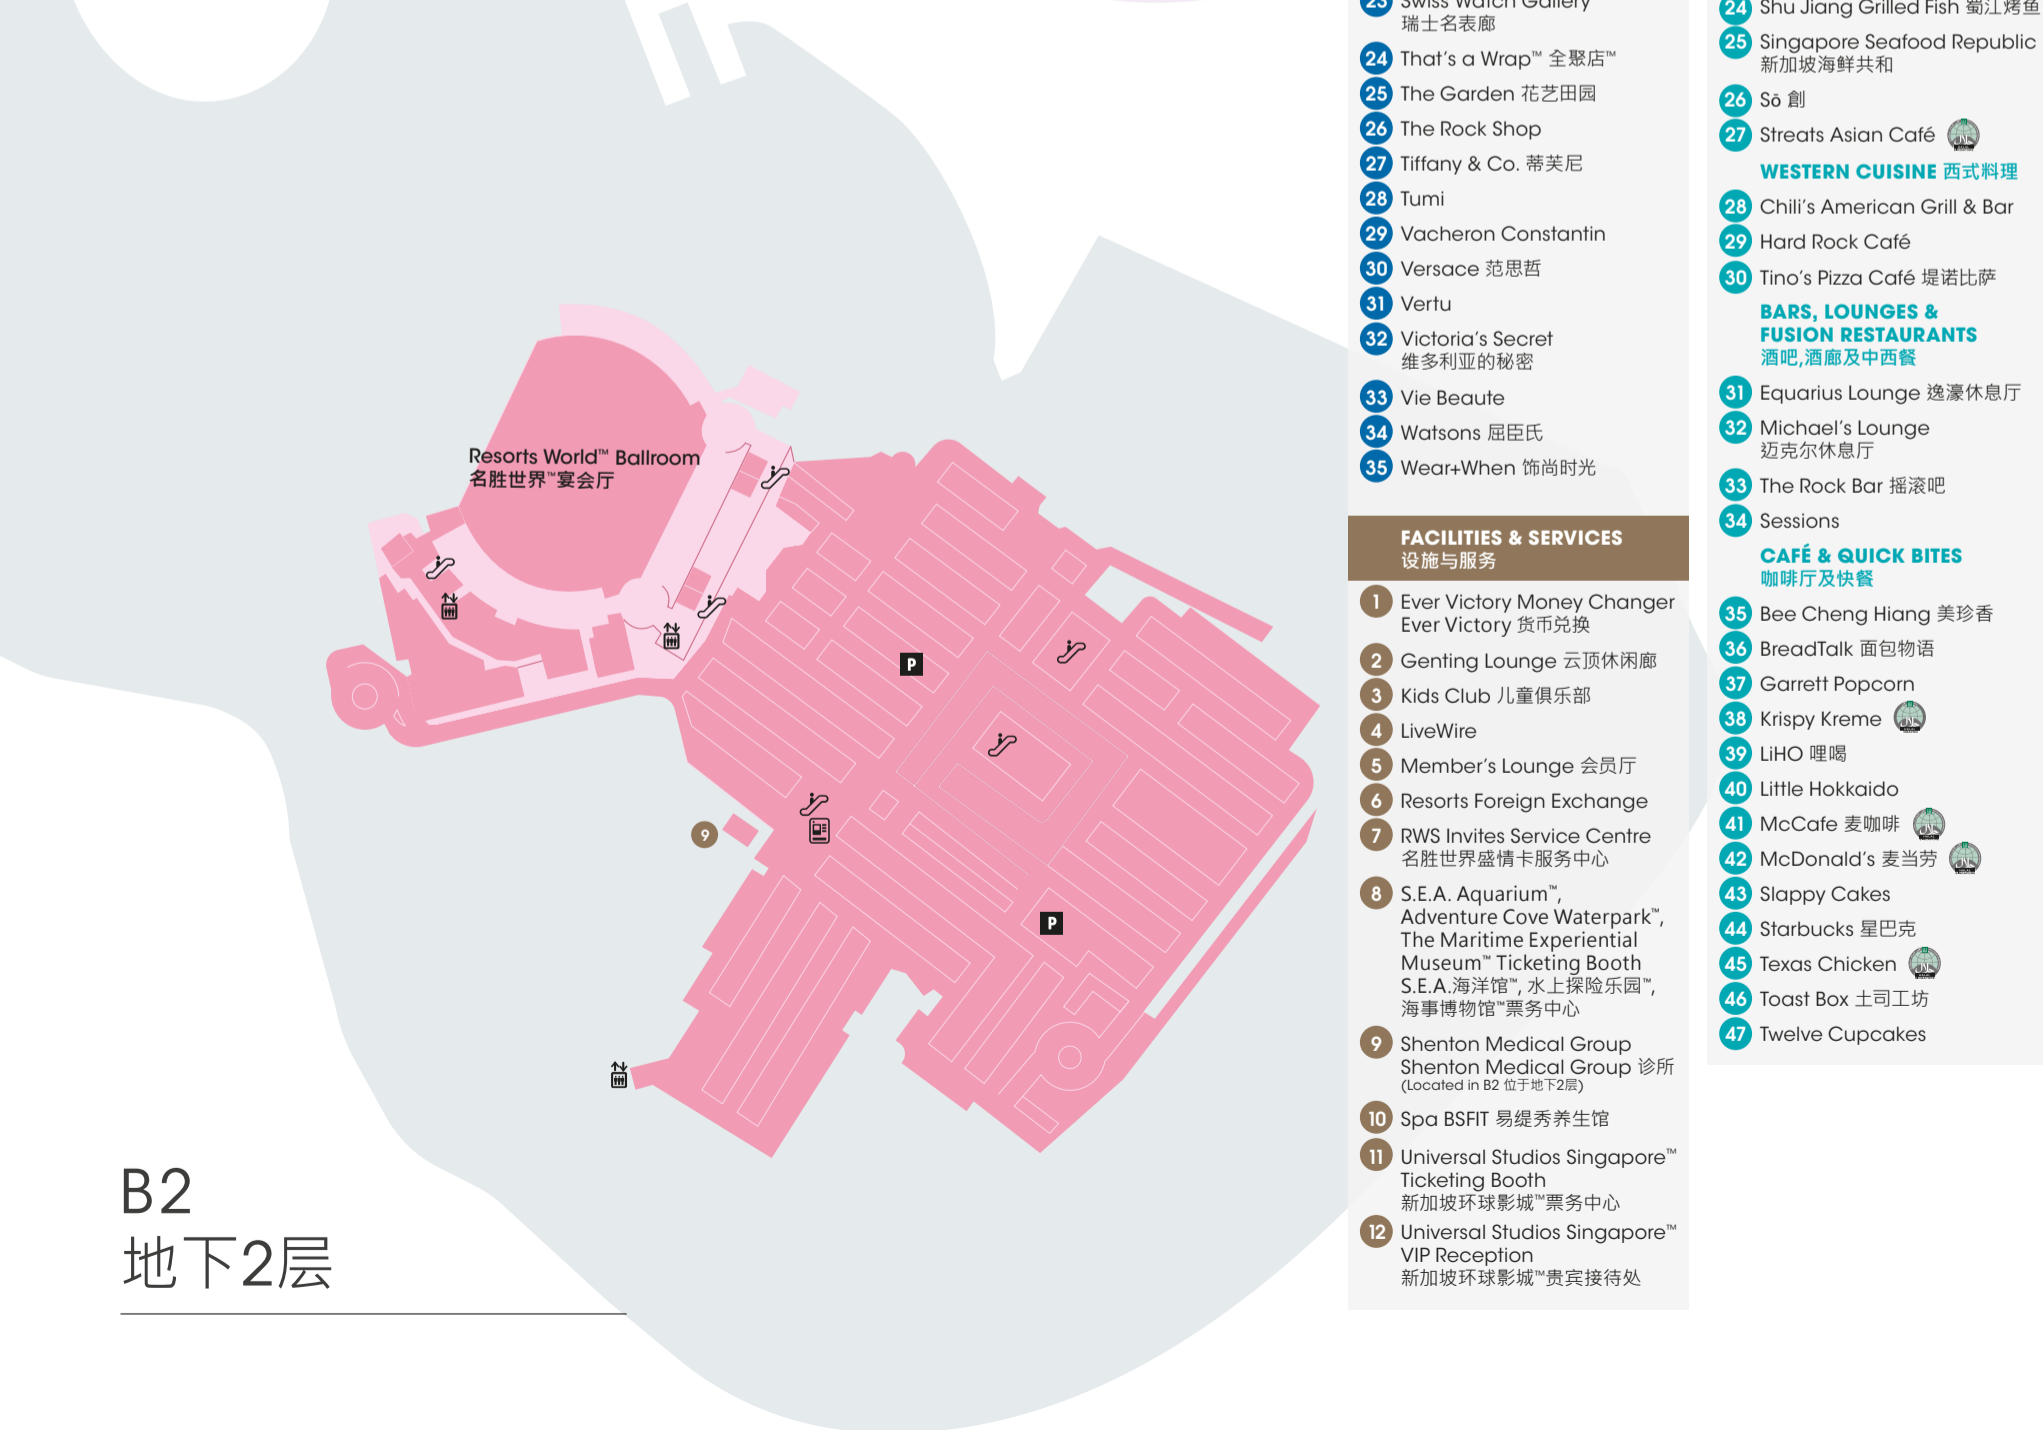 Resorts World™ Ballroom
名胜世界™宴会厅
P
9
P
B2
地下2层
23 Swiss Watch Gallery
瑞士名表廊
24 That's a Wrap™ 全聚店™
25 The Garden 花艺田园
26 The Rock Shop
27 Tiffany & Co. 蒂芙尼
28 Tumi
29 Vacheron Constantin
30 Versace 范思哲
31 Vertu
32 Victoria's Secret
维多利亚的秘密
33 Vie Beaute
34 Watsons 屈臣氏
35 Wear+When 饰尚时光
FACILITIES & SERVICES
设施与服务
1 Ever Victory Money Changer
Ever Victory 货币兑换
2 Genting Lounge 云顶休闲廊
3 Kids Club 儿童俱乐部
4 LiveWire
5 Member's Lounge 会员厅
6 Resorts Foreign Exchange
7 RWS Invites Service Centre
名胜世界盛情卡服务中心
8 S.E.A. Aquarium™,
Adventure Cove Waterpark™,
The Maritime Experiential
Museum™ Ticketing Booth
S.E.A.海洋馆™, 水上探险乐园™,
海事博物馆™票务中心
9 Shenton Medical Group
Shenton Medical Group 诊所
(Located in B2 位于地下2层)
10 Spa BSFIT 易缇秀养生馆
11 Universal Studios Singapore™
Ticketing Booth
新加坡环球影城™票务中心
12 Universal Studios Singapore™
VIP Reception
新加坡环球影城™贵宾接待处
24 Shu Jiang Grilled Fish 蜀江烤鱼
25 Singapore Seafood Republic
新加坡海鲜共和
26 Sō 創
27 Streats Asian Café
WESTERN CUISINE 西式料理
28 Chili's American Grill & Bar
29 Hard Rock Café
30 Tino's Pizza Café 堤诺比萨
BARS, LOUNGES &
FUSION RESTAURANTS
酒吧,酒廊及中西餐
31 Equarius Lounge 逸濠休息厅
32 Michael's Lounge
迈克尔休息厅
33 The Rock Bar 摇滚吧
34 Sessions
CAFÉ & QUICK BITES
咖啡厅及快餐
35 Bee Cheng Hiang 美珍香
36 BreadTalk 面包物语
37 Garrett Popcorn
38 Krispy Kreme
39 LiHO 哩喝
40 Little Hokkaido
41 McCafe 麦咖啡
42 McDonald's 麦当劳
43 Slappy Cakes
44 Starbucks 星巴克
45 Texas Chicken
46 Toast Box 土司工坊
47 Twelve Cupcakes